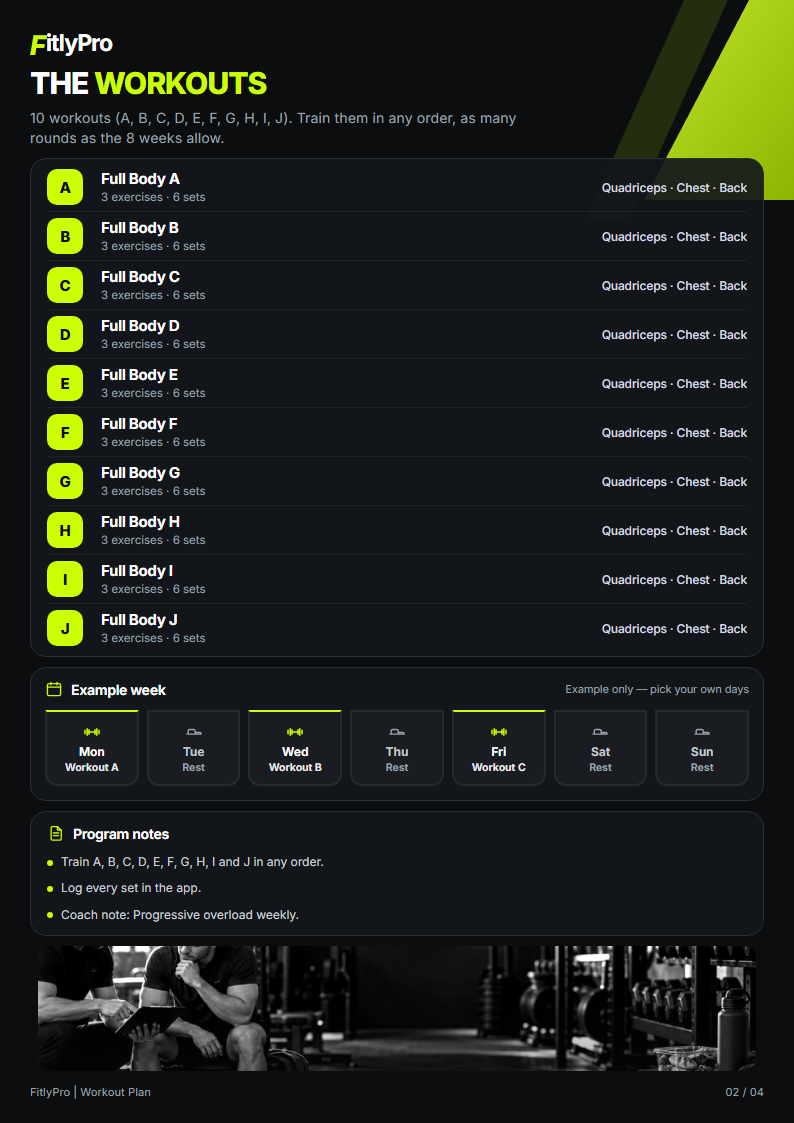 FitlyPro
THE WORKOUTS
10 workouts (A, B, C, D, E, F, G, H, I, J). Train them in any order, as many
rounds as the 8 weeks allow.
A
Full Body A
3 exercises · 6 sets
Quadriceps · Chest · Back
B
Full Body B
3 exercises · 6 sets
Quadriceps · Chest · Back
C
Full Body C
3 exercises · 6 sets
Quadriceps · Chest · Back
D
Full Body D
3 exercises · 6 sets
Quadriceps · Chest · Back
E
Full Body E
3 exercises · 6 sets
Quadriceps · Chest · Back
F
Full Body F
3 exercises · 6 sets
Quadriceps · Chest · Back
G
Full Body G
3 exercises · 6 sets
Quadriceps · Chest · Back
H
Full Body H
3 exercises · 6 sets
Quadriceps · Chest · Back
I
Full Body I
3 exercises · 6 sets
Quadriceps · Chest · Back
J
Full Body J
3 exercises · 6 sets
Quadriceps · Chest · Back
Example week
Example only — pick your own days
Mon
Workout A
Tue
Rest
Wed
Workout B
Thu
Rest
Fri
Workout C
Sat
Rest
Sun
Rest
Program notes
Train A, B, C, D, E, F, G, H, I and J in any order.
Log every set in the app.
Coach note: Progressive overload weekly.
FitlyPro | Workout Plan
02 / 04